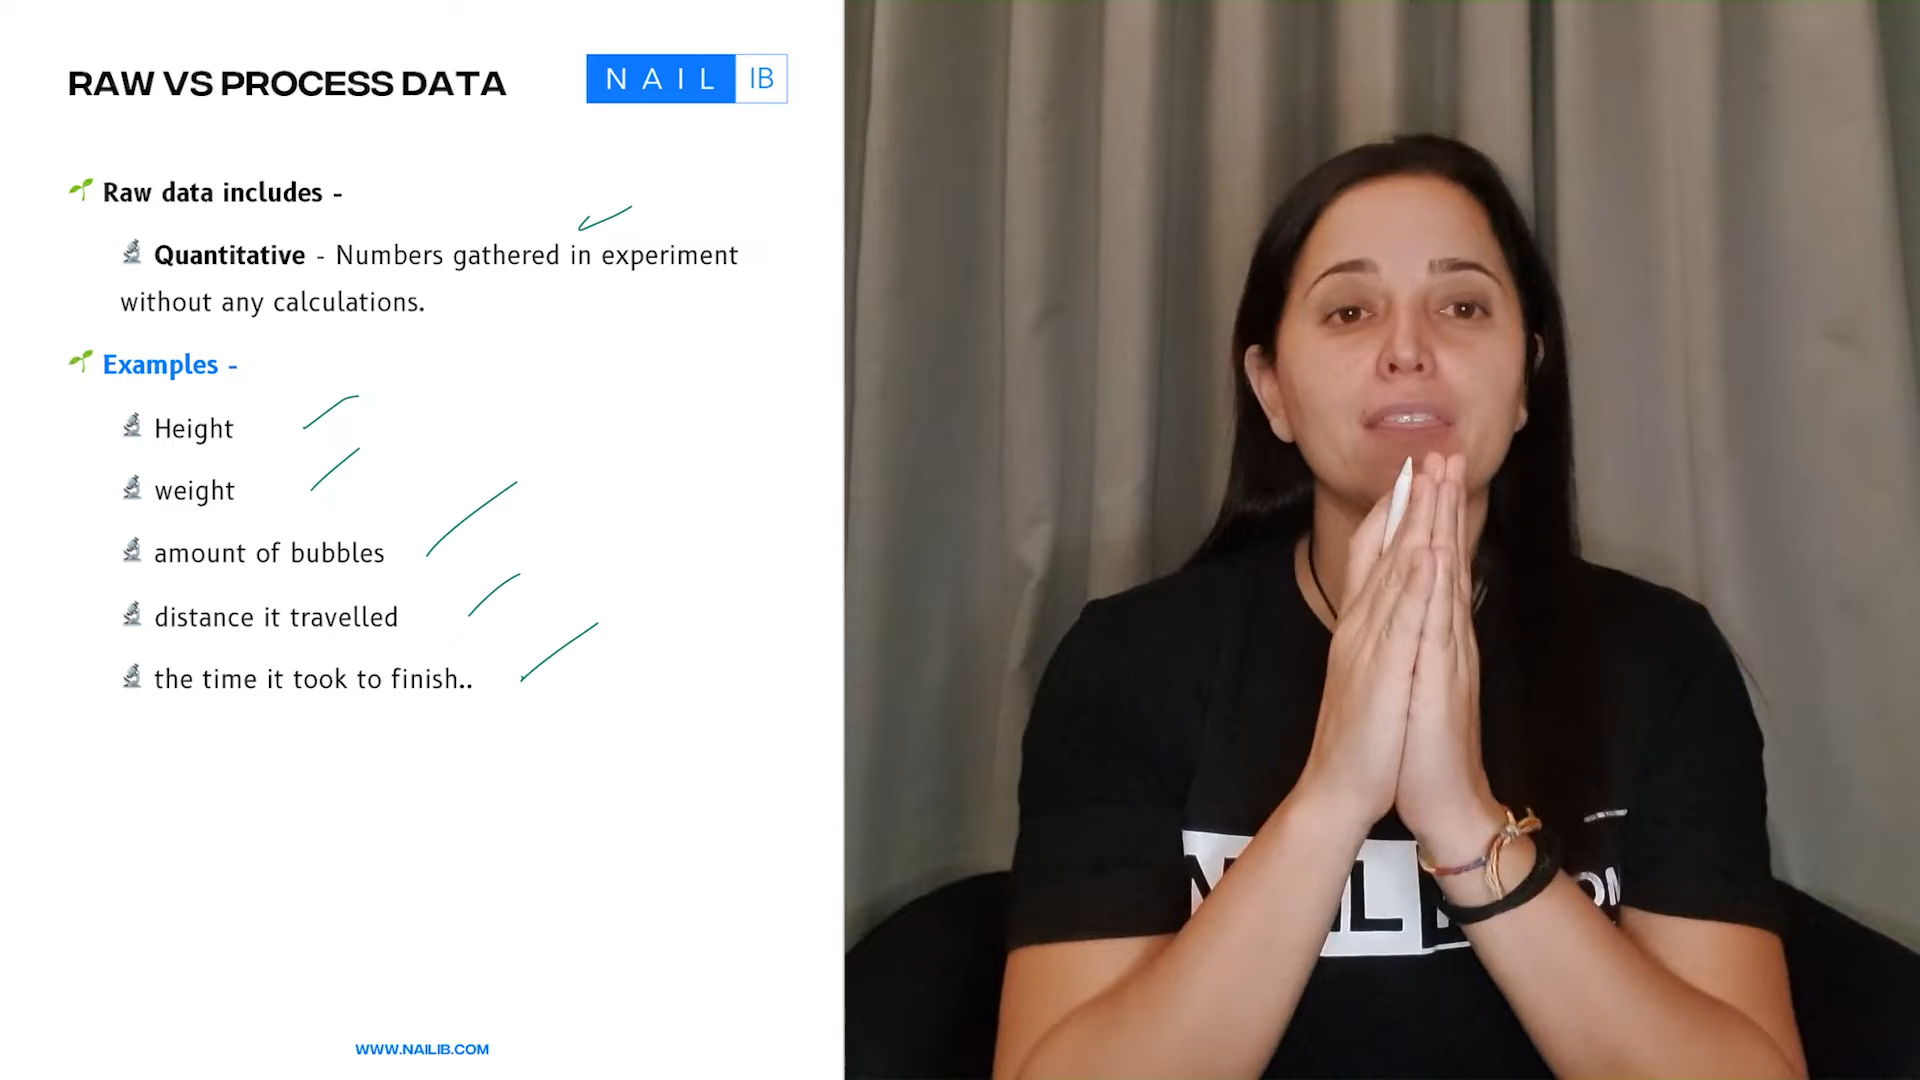 RAW VS PROCESS DATA
NAIL IB
Raw data includes -
Quantitative - Numbers gathered in experiment
without any calculations.
Examples -
Height
weight
amount of bubbles
distance it travelled
the time it took to finish..
WWW.NAILIB.COM